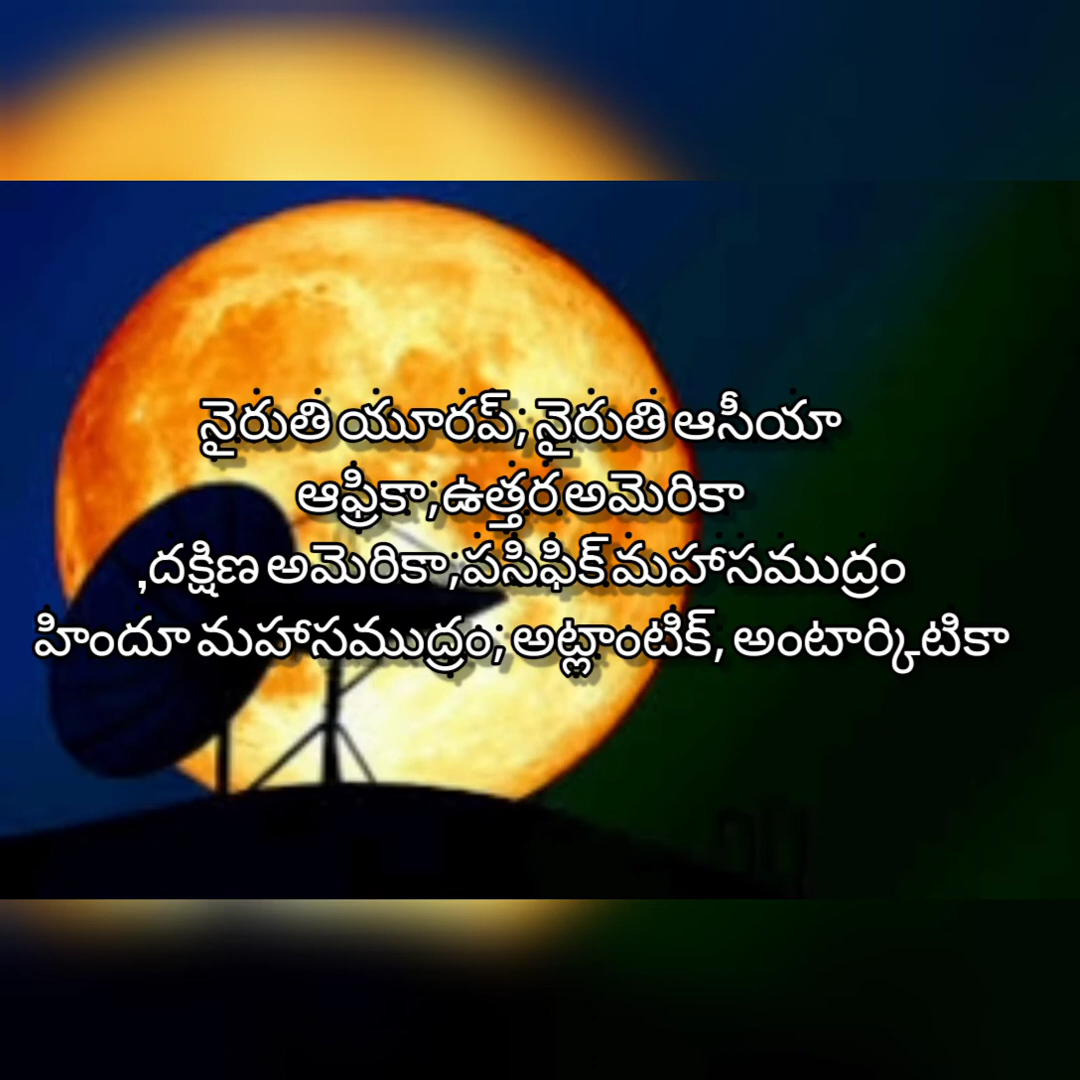 నైరుతి యూరప్, నైరుతి ఆసీయా
ఆఫ్రికా,ఉత్తర అమెరికా
,దక్షిణ అమెరికా,పసిఫిక్ మహాసముద్రం
హిందూ మహాసముద్రం, అట్లాంటిక్, అంటార్కిటికా